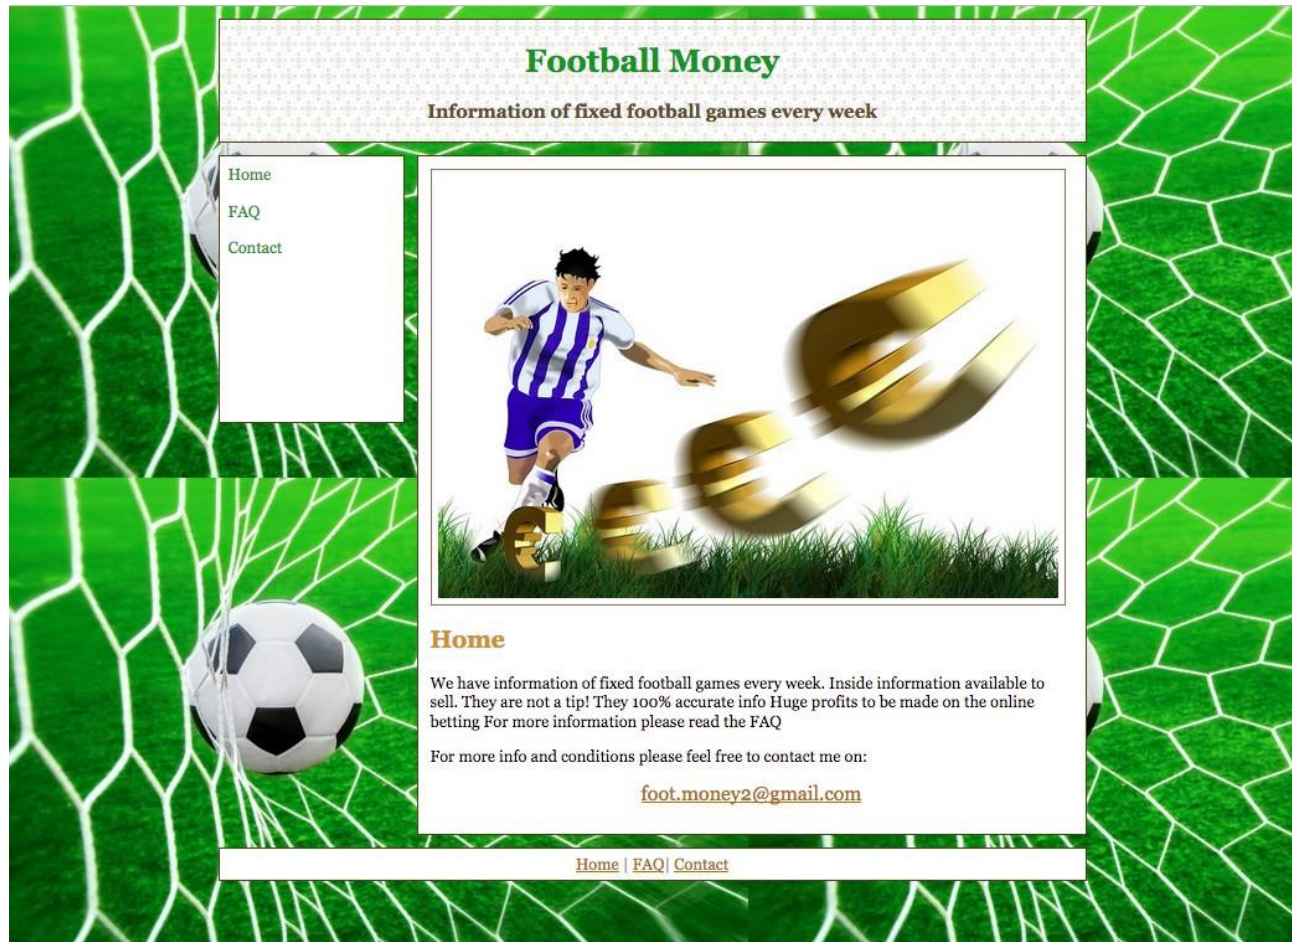 Football Money
Information of fixed football games every week
Home
FAQ
Contact
Home
We have information of fixed football games every week. Inside information available to
sell. They are not a tip! They 100% accurate info Huge profits to be made on the online
betting For more information please read the FAQ
For more info and conditions please feel free to contact me on:
foot.money2@gmail.com
Home | FAQ| Contact